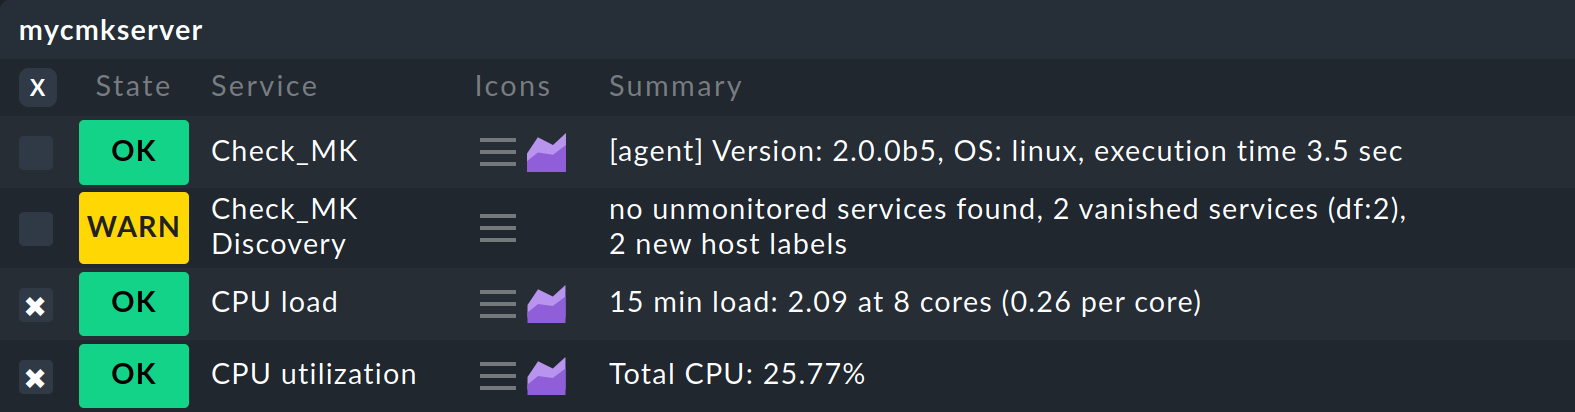 mycmkserver
X State Service Icons Summary
OK Check_MK [agent] Version: 2.0.0b5, OS: linux, execution time 3.5 sec
WARN Check_MK Discovery no unmonitored services found, 2 vanished services (df:2),
2 new host labels
OK CPU load 15 min load: 2.09 at 8 cores (0.26 per core)
OK CPU utilization Total CPU: 25.77%